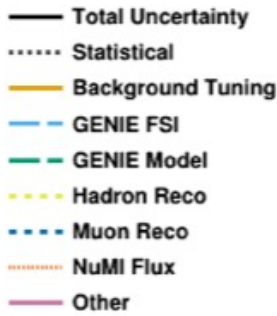 Total Uncertainty
Statistical
Background Tuning
GENIE FSI
GENIE Model
Hadron Reco
Muon Reco
NuMI Flux
Other